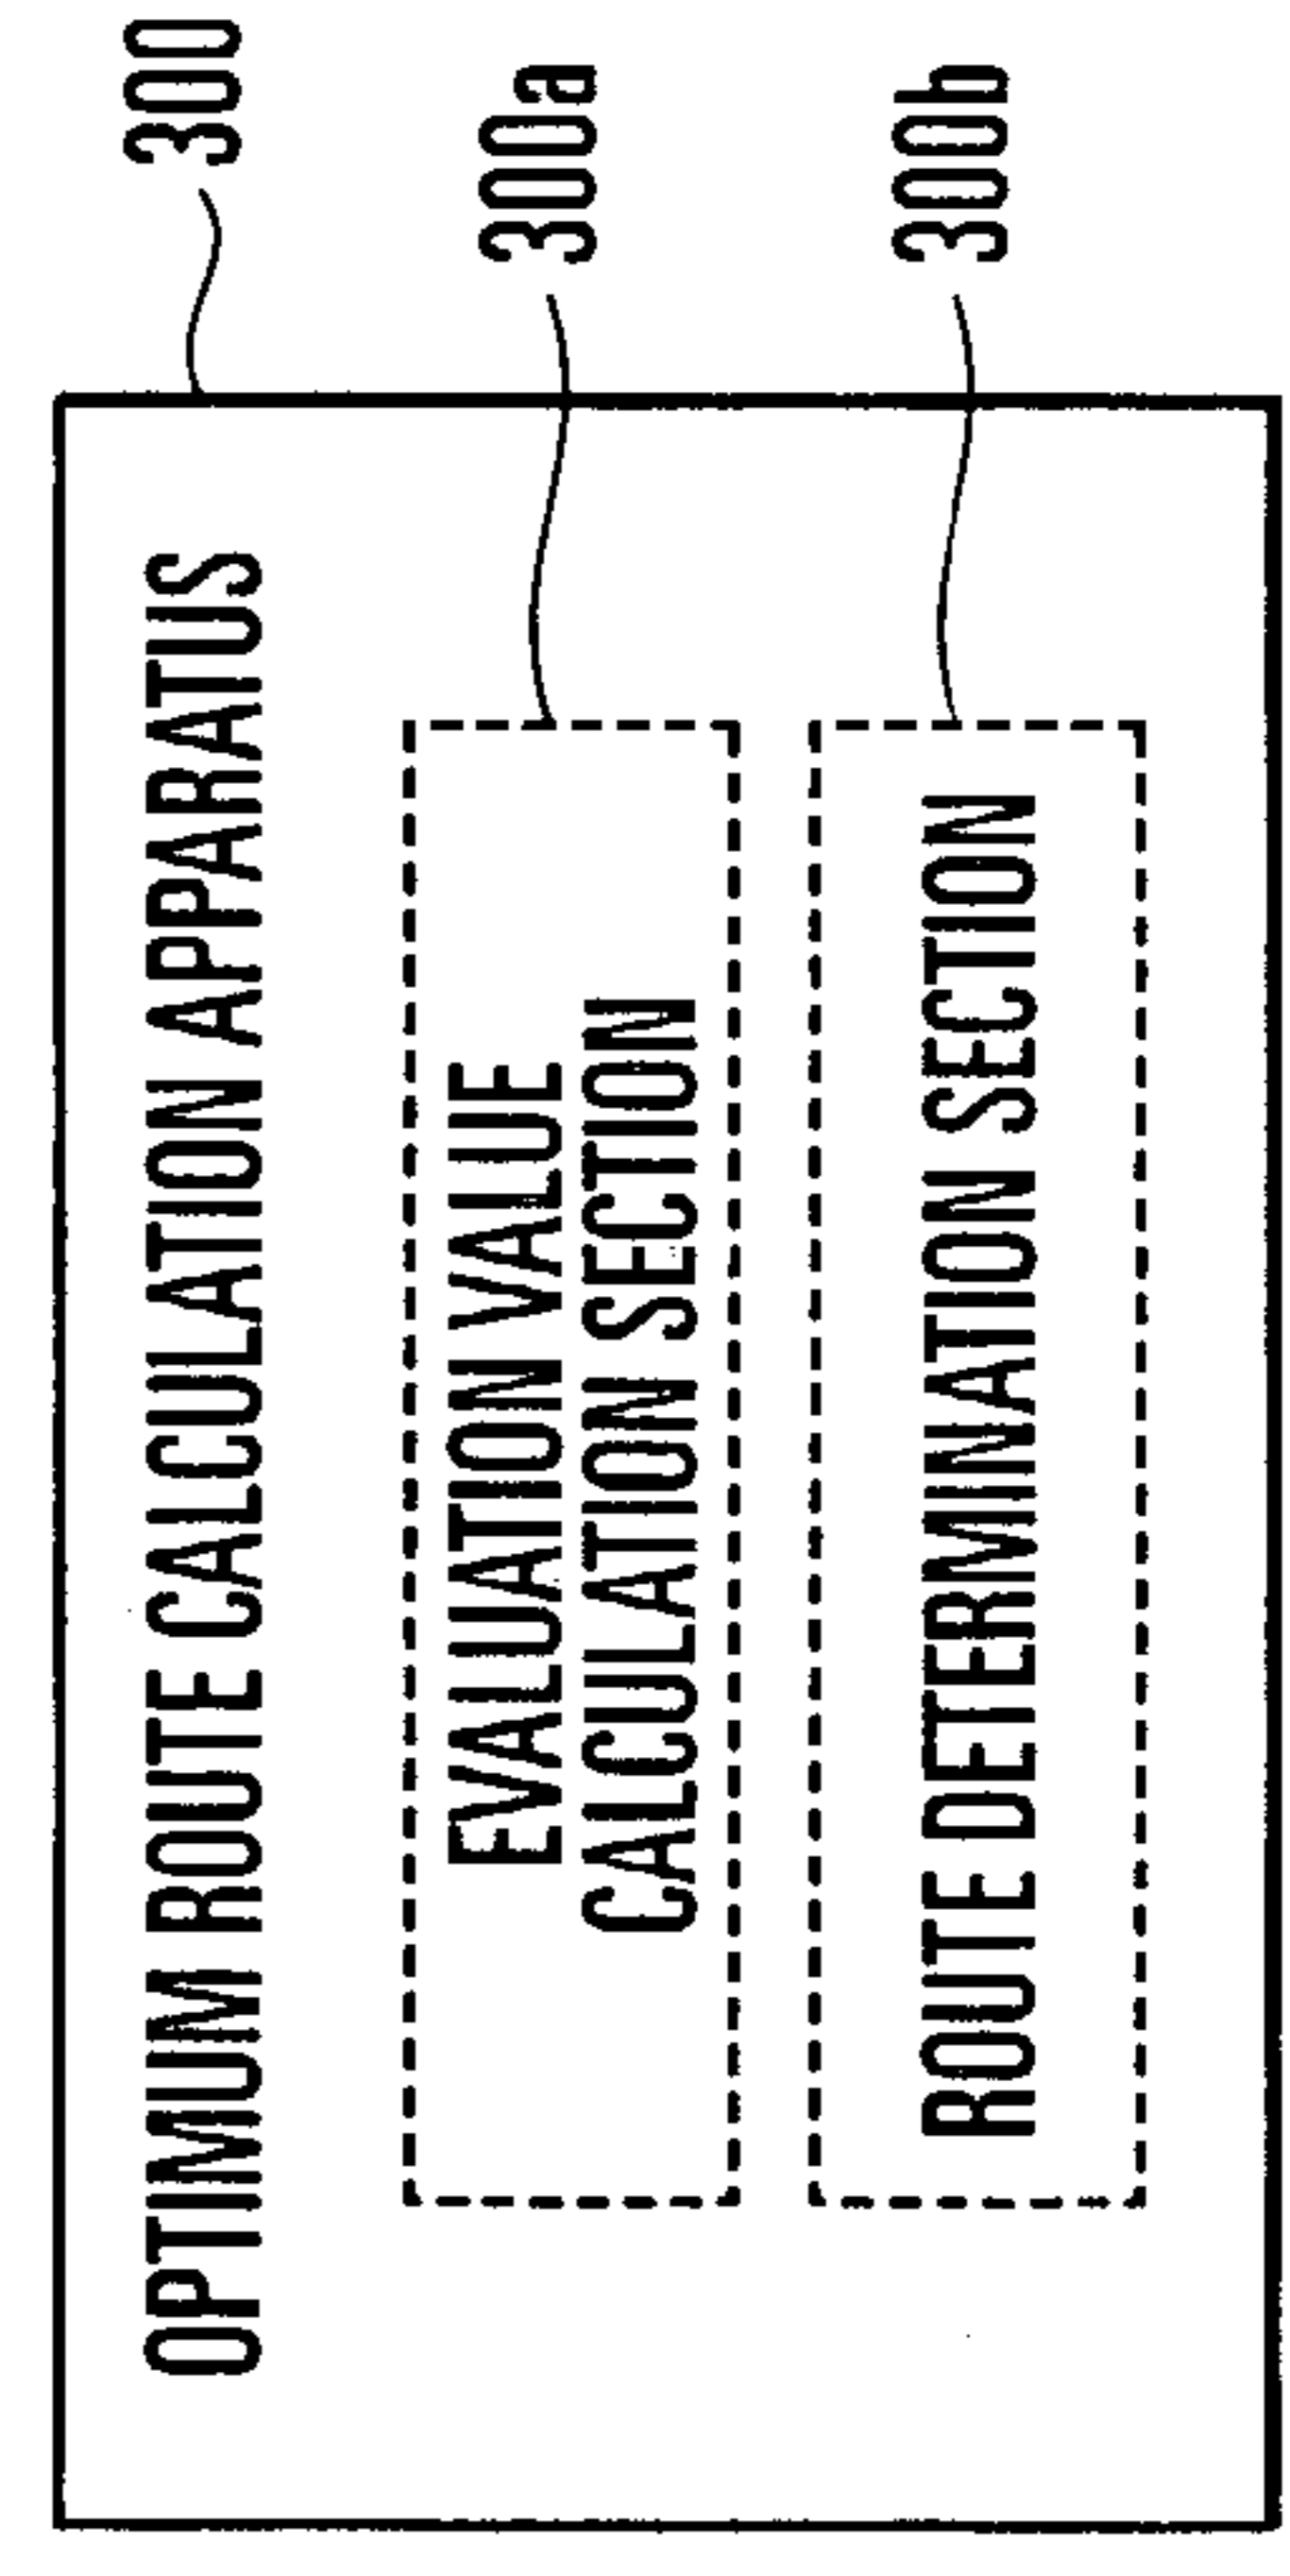 OPTIMUM ROUTE CALCULATION APPARATUS
300
EVALUATION VALUE
CALCULATION SECTION
300a
ROUTE DETERMINATION SECTION
300b